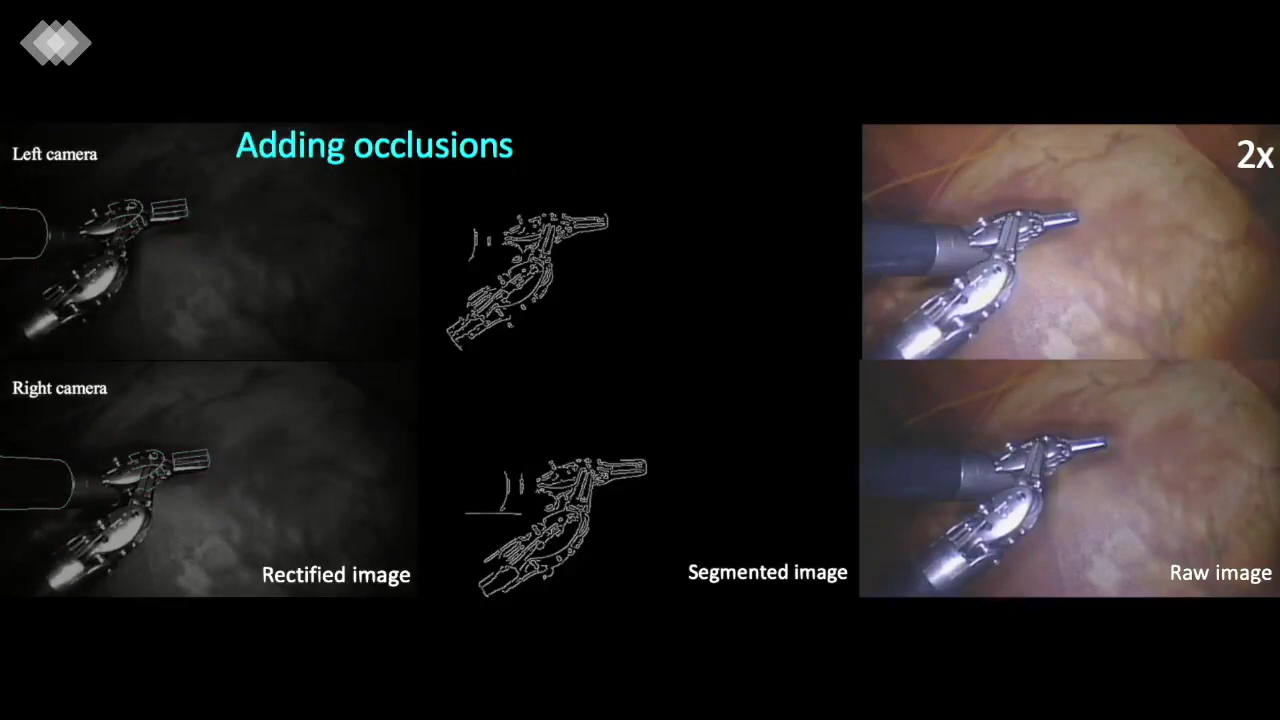 Adding occlusions
Left camera
2x
Right camera
Rectified image
Segmented image
Raw image